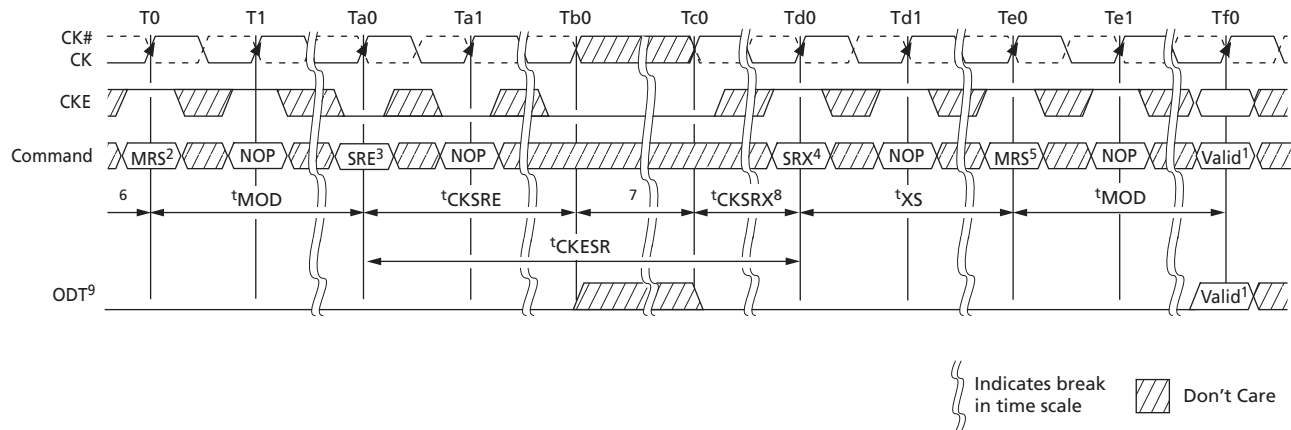 T0 T1 Ta0 Ta1 Tb0 Tc0 Td0 Td1 Te0 Te1 Tf0
CK#
CK
CKE
Command MRS2 NOP SRE3 NOP SRX4 NOP MRS5 NOP Valid1
6 tMOD tCKSRE 7 tCKSRX8 tXS tMOD
tCKESR
ODT9 Valid1
Indicates break
in time scale
Don't Care